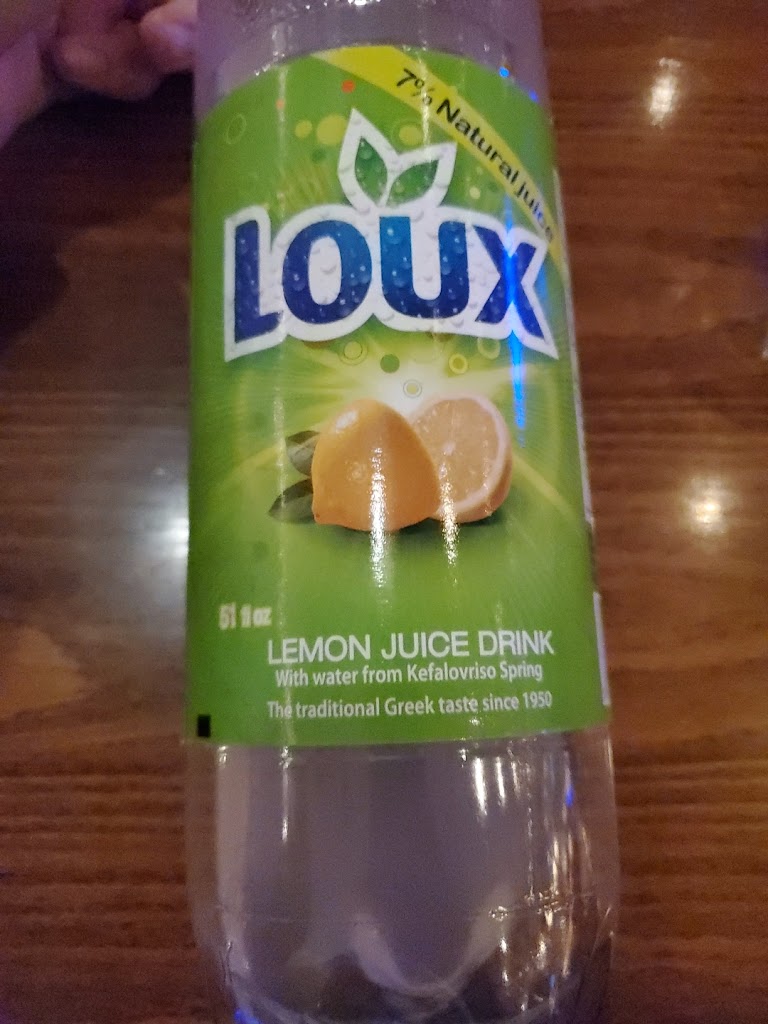 7% Natural juice
LOUX
51 fl oz
LEMON JUICE DRINK
With water from Kefalovriso Spring
The traditional Greek taste since 1950